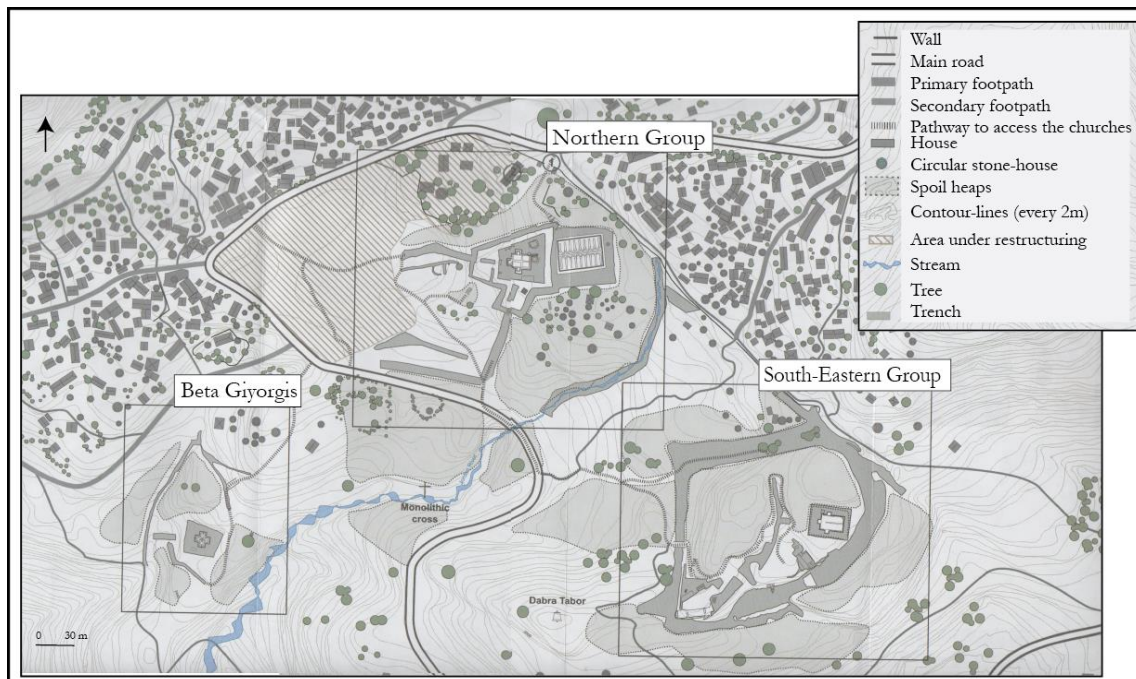 Wall
Main road
Primary footpath
Secondary footpath
Pathway to access the churches
House
Circular stone-house
Spoil heaps
Contour-lines (every 2m)
Area under restructuring
Stream
Tree
Trench
Northern Group
1
South-Eastern Group
Beta Giyorgis
Monolithic
cross
Dabra Tabor
0 30 m